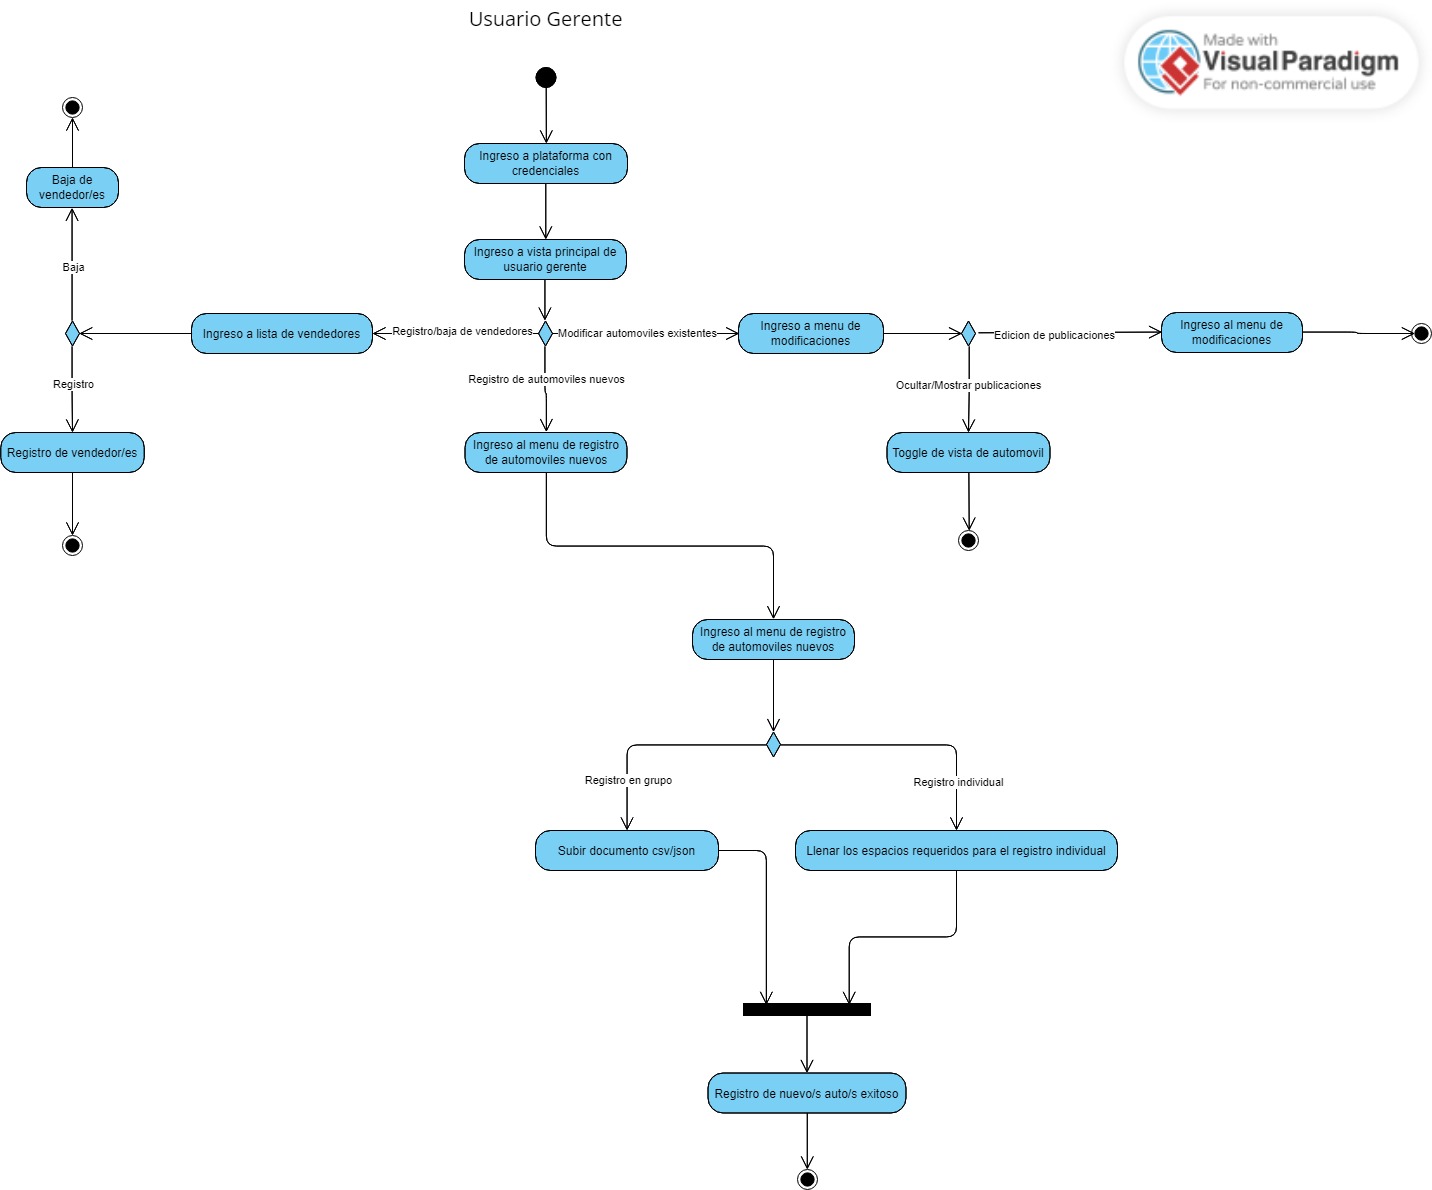 Usuario Gerente
Made with
Visual Paradigm
For non-commercial use
Ingreso a plataforma con
credenciales
Baja de
vendedor/es
Ingreso a vista principal de
usuario gerente
Baja
Ingreso a lista de vendedores
Registro/baja de vendedores
Modificar automoviles existentes
Ingreso a menu de
modificaciones
Edicion de publicaciones
Ingreso al menu de
modificaciones
Registro
Registro de automoviles nuevos
Ocultar/Mostrar publicaciones
Registro de vendedor/es
Ingreso al menu de registro
de automoviles nuevos
Toggle de vista de automovil
Ingreso al menu de registro
de automoviles nuevos
Registro en grupo
Registro individual
Subir documento csv/json
Llenar los espacios requeridos para el registro individual
Registro de nuevo/s auto/s exitoso